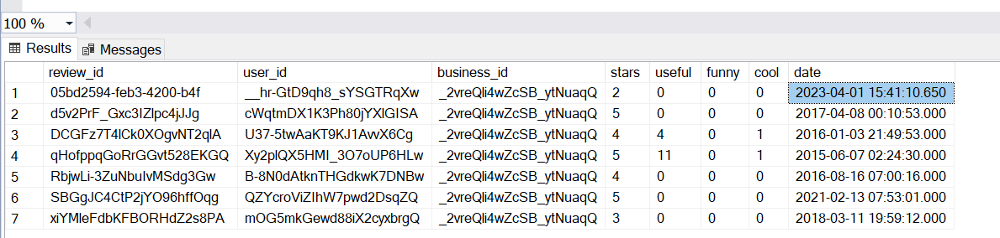 100 %
Results Messages
review_id user_id business_id stars useful funny cool date
1 05bd2594-feb3-4200-b4f __hr-GtD9qh8_sYSGTRqXw _2vreQli4wZcSB_ytNuaqQ 2 0 0 0 2023-04-01 15:41:10.650
2 d5v2PrF_Gxc3IZlpc4jJJg cWqtmDX1K3Ph80jYXlGISA _2vreQli4wZcSB_ytNuaqQ 5 0 0 0 2017-04-08 00:10:53.000
3 DCGFz7T4lCk0XOgvNT2qlA U37-5twAaKT9KJ1AvvX6Cg _2vreQli4wZcSB_ytNuaqQ 4 4 0 1 2016-01-03 21:49:53.000
4 qHofppqGoRrGGvt528EKGQ Xy2plQX5HMI_3O7oUP6HLw _2vreQli4wZcSB_ytNuaqQ 5 11 0 1 2015-06-07 02:24:30.000
5 RbjwLi-3ZuNbuIvMSdg3Gw B-8N0dAtknTHGdkwK7DNBw _2vreQli4wZcSB_ytNuaqQ 4 0 0 0 2016-08-16 07:00:16.000
6 SBGgJC4CtP2jYO96hffOqg QZYcroViZIhW7pwd2DsqZQ _2vreQli4wZcSB_ytNuaqQ 5 0 0 0 2021-02-13 07:53:01.000
7 xiYMleFdbKFBORHdZ2s8PA mOG5mkGewd88iX2cyxbrgQ _2vreQli4wZcSB_ytNuaqQ 3 0 0 0 2018-03-11 19:59:12.000